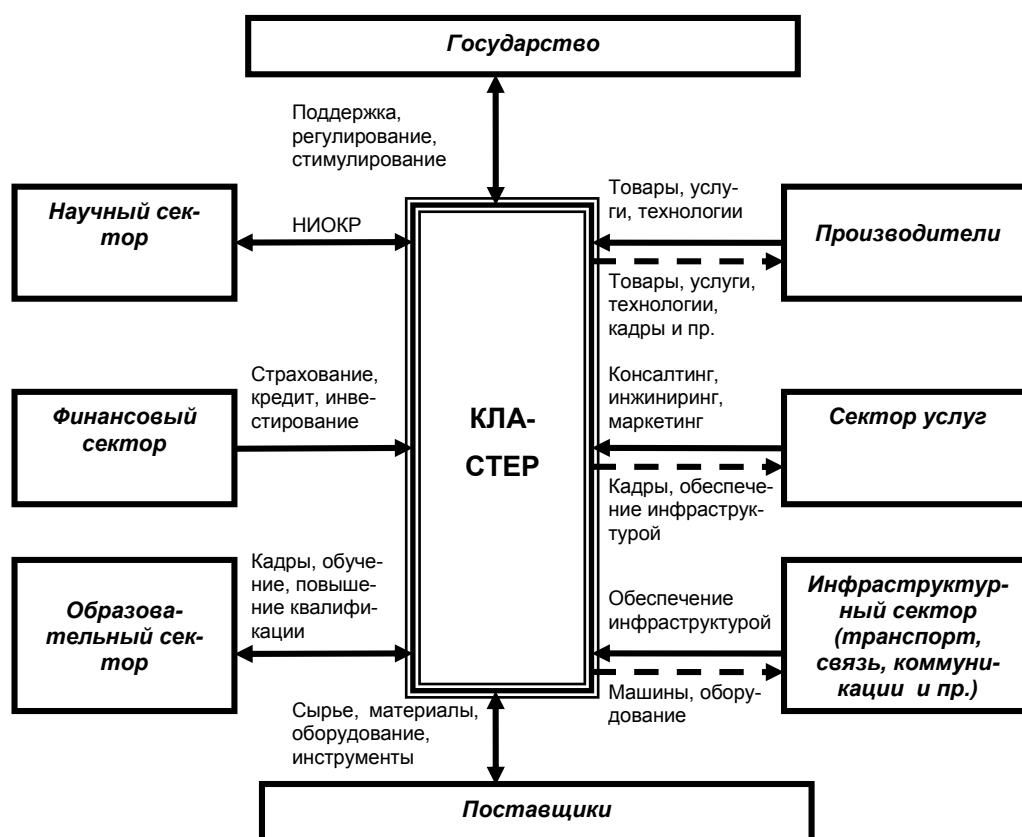 Государство
Поддержка,
регулирование,
стимулирование
Научный сек-
тор
НИОКР
Товары, услу-
ги, технологии
Производители
Товары, услуги,
технологии,
кадры и пр.
Финансовый
сектор
Страхование,
кредит, инве-
стирование
КЛА-
СТЕР
Консалтинг,
инжиниринг,
маркетинг
Сектор услуг
Кадры, обеспече-
ние инфраструк-
турой
Образова-
тельный сек-
тор
Кадры, обуче-
ние, повыше-
ние квалифи-
кации
Обеспечение
инфраструктурой
Инфраструктур-
ный сектор
(транспорт,
связь, коммуни-
кации и пр.)
Машины, обору-
дование
Сырье, материалы,
оборудование,
инструменты
Поставщики